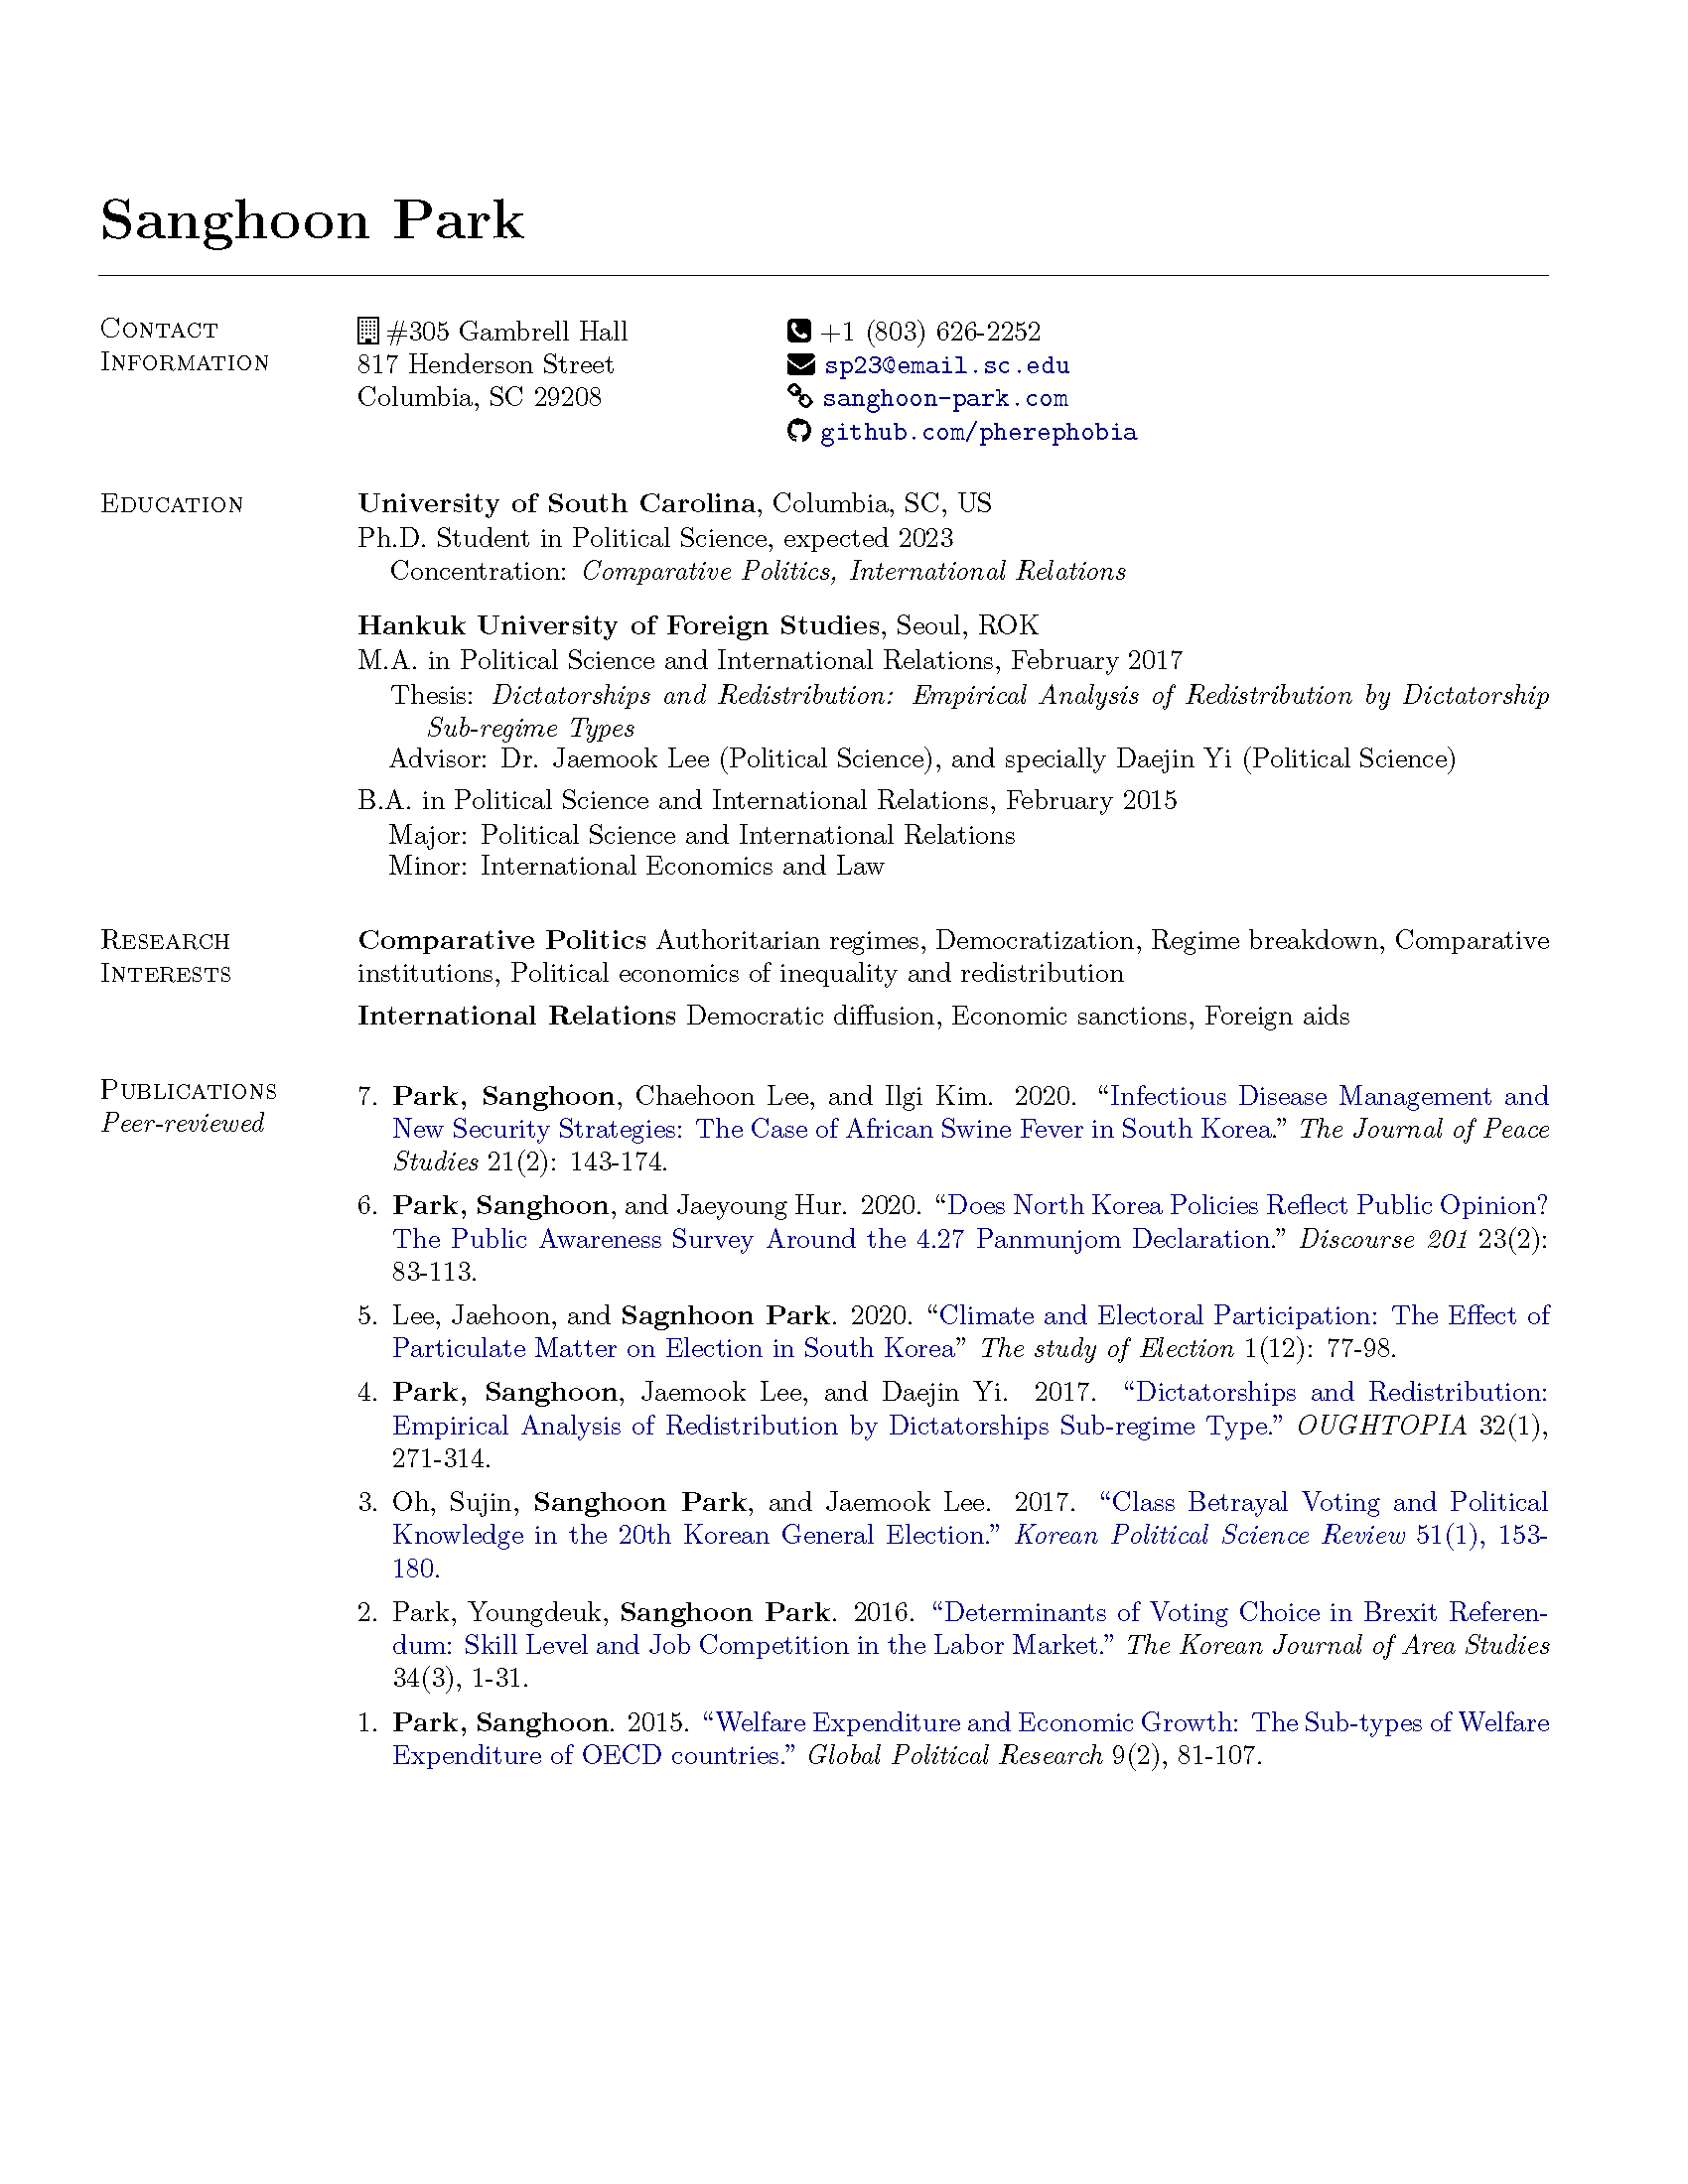 Sanghoon Park
Contact
Information
#305 Gambrell Hall
817 Henderson Street
Columbia, SC 29208
+1 (803) 626-2252
sp23@email.sc.edu
sanghoon-park.com
github.com/pherephobia
Education
University of South Carolina, Columbia, SC, US
Ph.D. Student in Political Science, expected 2023
Concentration: Comparative Politics, International Relations
Hankuk University of Foreign Studies, Seoul, ROK
M.A. in Political Science and International Relations, February 2017
Thesis: Dictatorships and Redistribution: Empirical Analysis of Redistribution by Dictatorship
Sub-regime Types
Advisor: Dr. Jaemook Lee (Political Science), and specially Daejin Yi (Political Science)
B.A. in Political Science and International Relations, February 2015
Major: Political Science and International Relations
Minor: International Economics and Law
Research
Interests
Comparative Politics Authoritarian regimes, Democratization, Regime breakdown, Comparative
institutions, Political economics of inequality and redistribution
International Relations Democratic diffusion, Economic sanctions, Foreign aids
Publications
Peer-reviewed
7. Park, Sanghoon, Chaehoon Lee, and Ilgi Kim. 2020. “Infectious Disease Management and
New Security Strategies: The Case of African Swine Fever in South Korea.” The Journal of Peace
Studies 21(2): 143-174.
6. Park, Sanghoon, and Jaeyoung Hur. 2020. “Does North Korea Policies Reflect Public Opinion?
The Public Awareness Survey Around the 4.27 Panmunjom Declaration.” Discourse 201 23(2):
83-113.
5. Lee, Jaehoon, and Sagnhoon Park. 2020. “Climate and Electoral Participation: The Effect of
Particulate Matter on Election in South Korea” The study of Election 1(12): 77-98.
4. Park, Sanghoon, Jaemook Lee, and Daejin Yi. 2017. “Dictatorships and Redistribution:
Empirical Analysis of Redistribution by Dictatorships Sub-regime Type.” OUGHTOPIA 32(1),
271-314.
3. Oh, Sujin, Sanghoon Park, and Jaemook Lee. 2017. “Class Betrayal Voting and Political
Knowledge in the 20th Korean General Election.” Korean Political Science Review 51(1), 153-
180.
2. Park, Youngdeuk, Sanghoon Park. 2016. “Determinants of Voting Choice in Brexit Referen-
dum: Skill Level and Job Competition in the Labor Market.” The Korean Journal of Area Studies
34(3), 1-31.
1. Park, Sanghoon. 2015. “Welfare Expenditure and Economic Growth: The Sub-types of Welfare
Expenditure of OECD countries.” Global Political Research 9(2), 81-107.